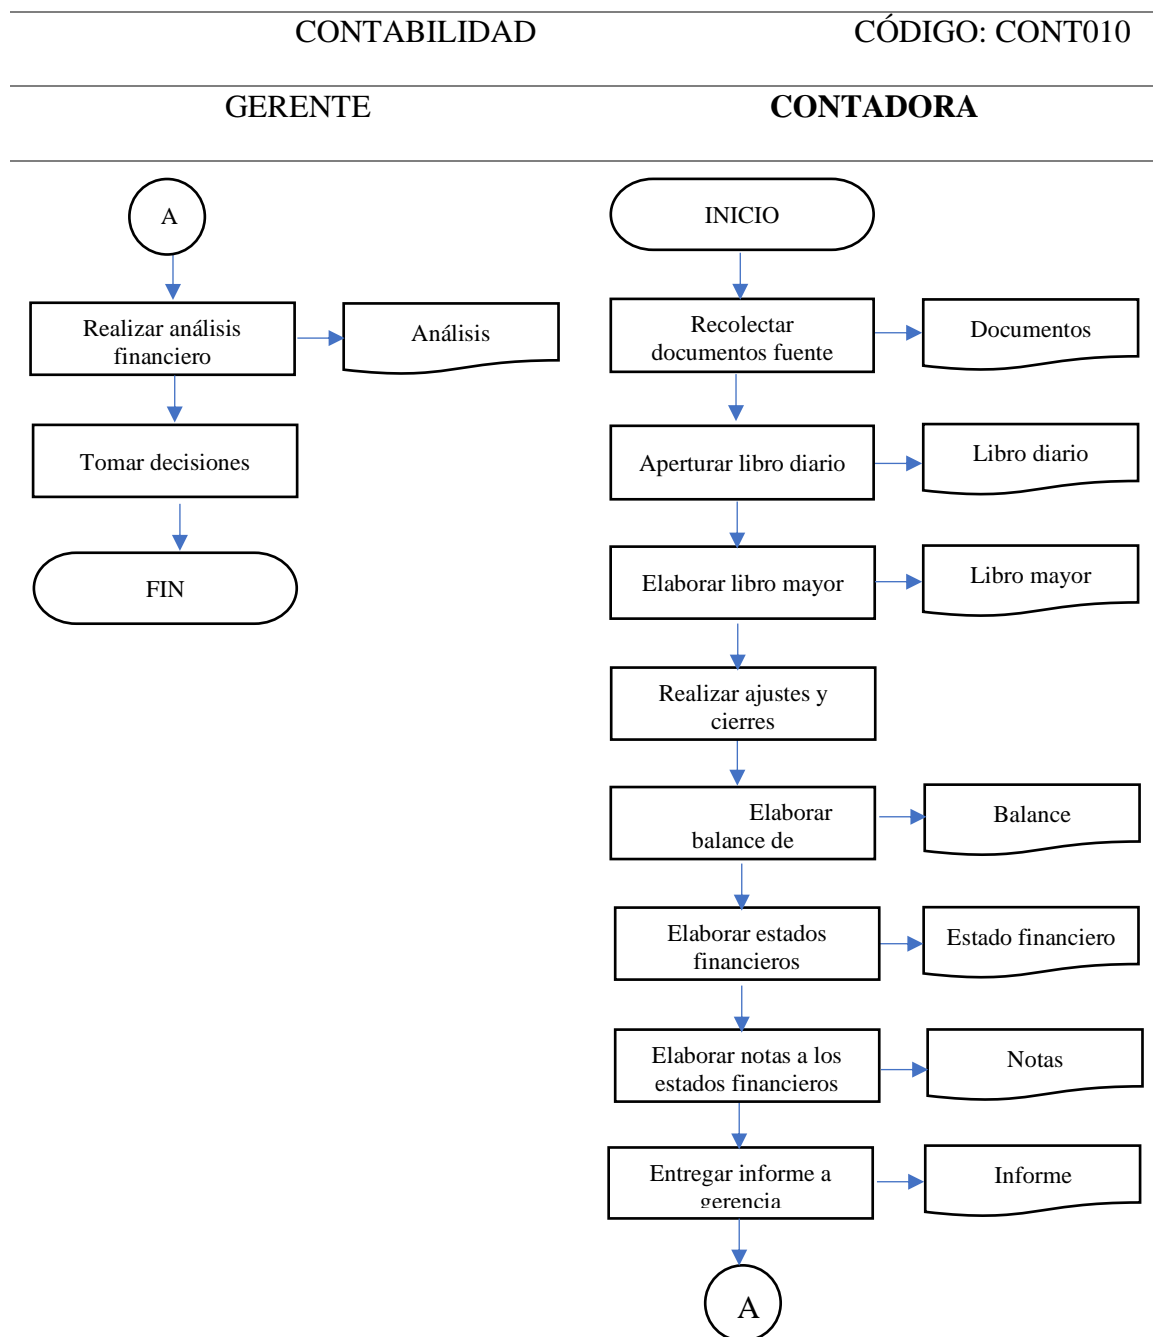 CONTABILIDAD
CÓDIGO: CONT010
GERENTE
CONTADORA
A
Realizar análisis
financiero
Análisis
Tomar decisiones
FIN
INICIO
Recolectar
documentos fuente
Documentos
Aperturar libro diario
Libro diario
Elaborar libro mayor
Libro mayor
Realizar ajustes y
cierres
Elaborar
balance de
Balance
Elaborar estados
financieros
Estado financiero
Elaborar notas a los
estados financieros
Notas
Entregar informe a
gerencia
Informe
A